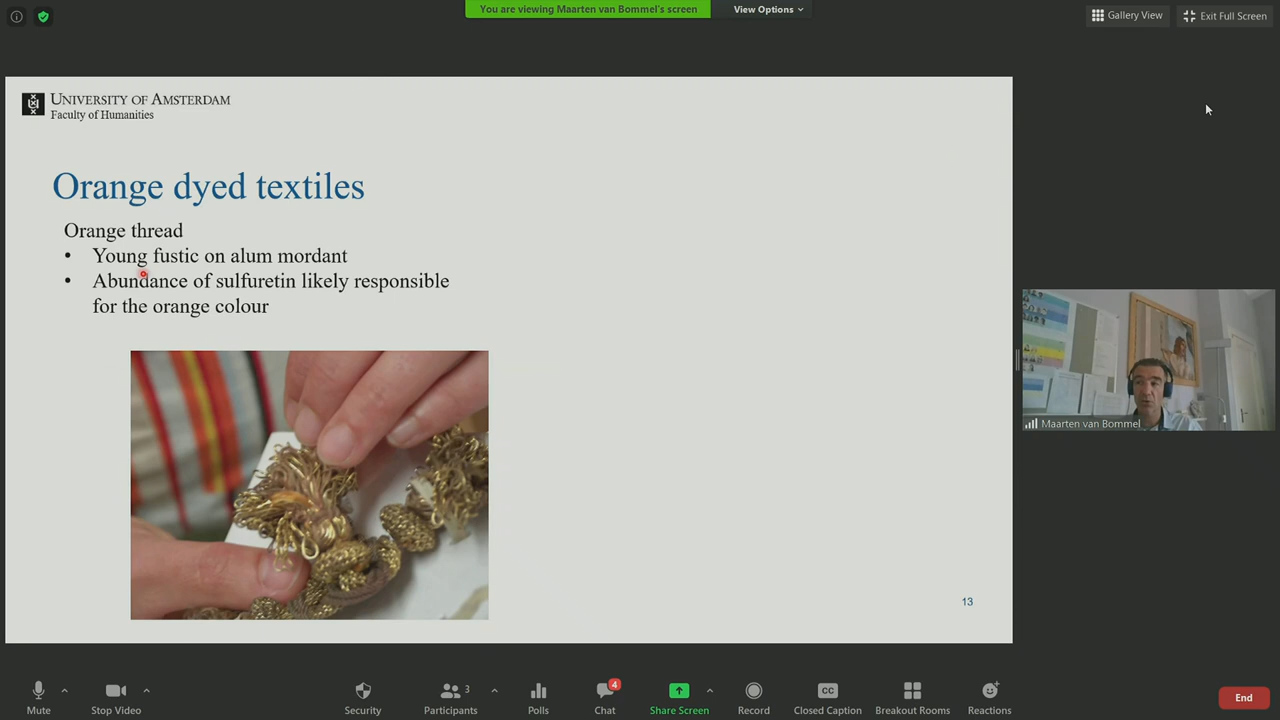 You are viewing Maarten van Bommel's screen
View Options
Gallery View
Exit Full Screen
UNIVERSITY OF AMSTERDAM
Faculty of Humanities
Orange dyed textiles
Orange thread
• Young fustic on alum mordant
• Abundance of sulfuretin likely responsible
for the orange colour
Maarten van Bommel
13
Mute
Stop Video
Security
Participants 3
Polls
Chat 4
Share Screen
Record
CC Closed Caption
Breakout Rooms
Reactions
End